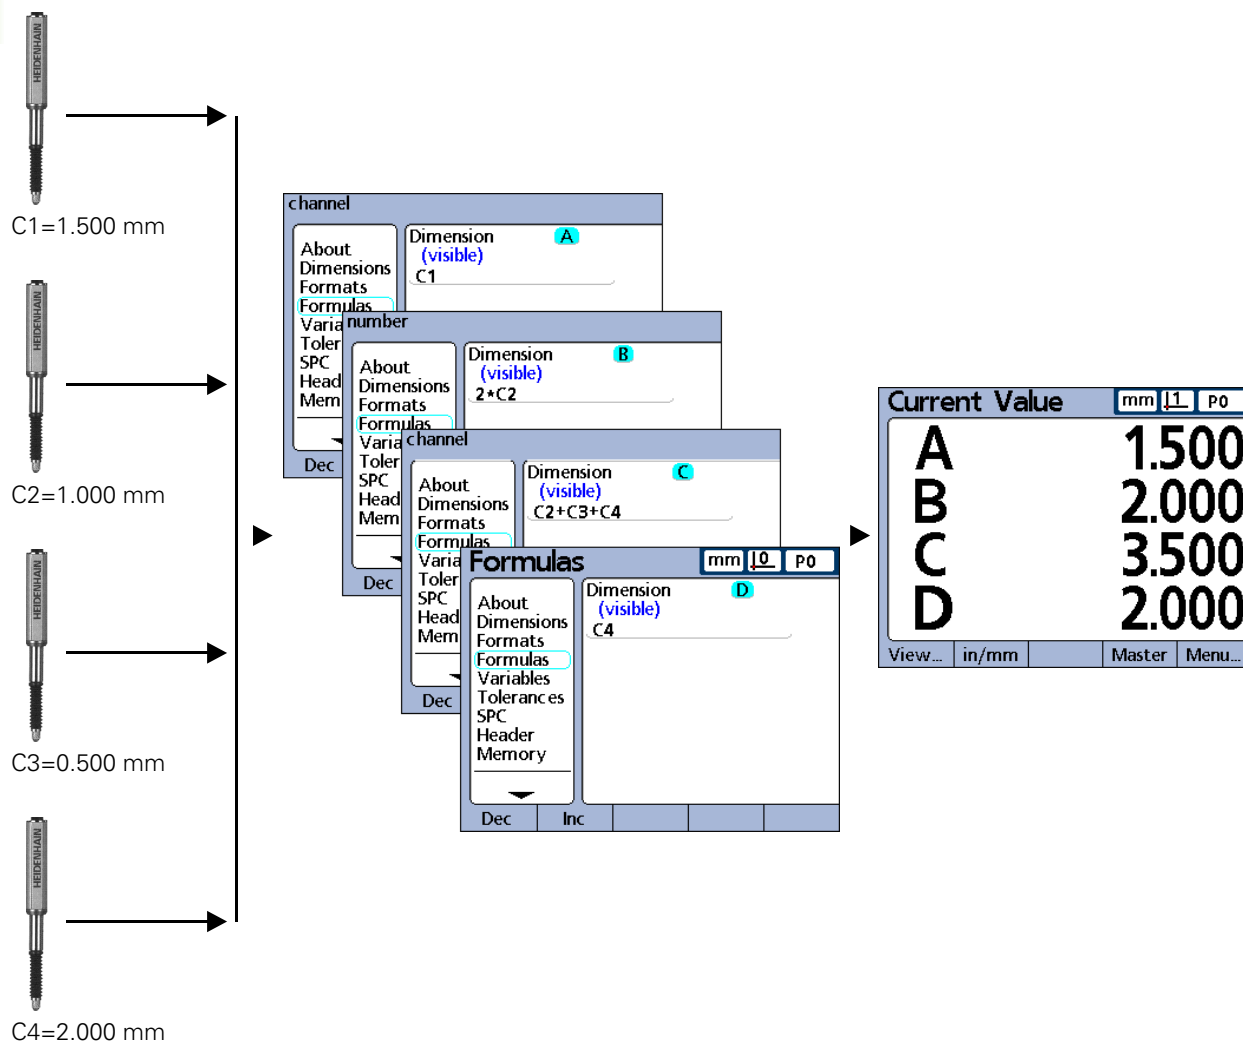 HEIDENHAIN
C1=1.500 mm
HEIDENHAIN
C2=1.000 mm
HEIDENHAIN
C3=0.500 mm
HEIDENHAIN
C4=2.000 mm
channel
About
Dimensions
Formats
Formulas
Varia
Toler
SPC
Head
Mem
Dec
Dimension A
(visible)
C1
number
About
Dimensions
Formats
Formulas
Varia
Toler
SPC
Head
Mem
Dec
Dimension B
(visible)
2*C2
channel
About
Dimensions
Formats
Formulas
Varia
Toler
SPC
Head
Mem
Dec
Dimension C
(visible)
C2+C3+C4
Formulas mm 0 P0
About
Dimensions
Formats
Formulas
Variables
Tolerances
SPC
Header
Memory
Dimension D
(visible)
C4
Dec Inc
Current Value mm 1 P0
A 1.500
B 2.000
C 3.500
D 2.000
View... in/mm Master Menu...